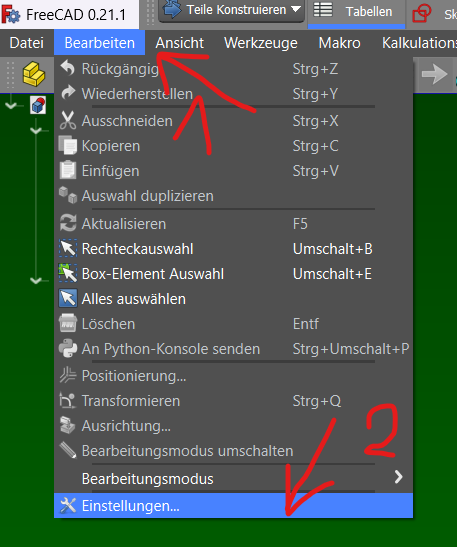 FreeCAD 0.21.1
Teile Konstruieren
Tabellen
Sk
Datei Bearbeiten Ansicht Werkzeuge Makro Kalkulation
Rückgängig Strg+Z
Wiederherstellen Strg+Y
1
Ausschneiden Strg+X
Kopieren Strg+C
Einfügen Strg+V
Auswahl duplizieren
Aktualisieren F5
Rechteckauswahl Umschalt+B
Box-Element Auswahl Umschalt+E
Alles auswählen
Löschen Entf
An Python-Konsole senden Strg+Umschalt+P
Positionierung...
Transformieren Strg+Q
Ausrichtung...
2
Bearbeitungsmodus umschalten
Bearbeitungsmodus
Einstellungen...